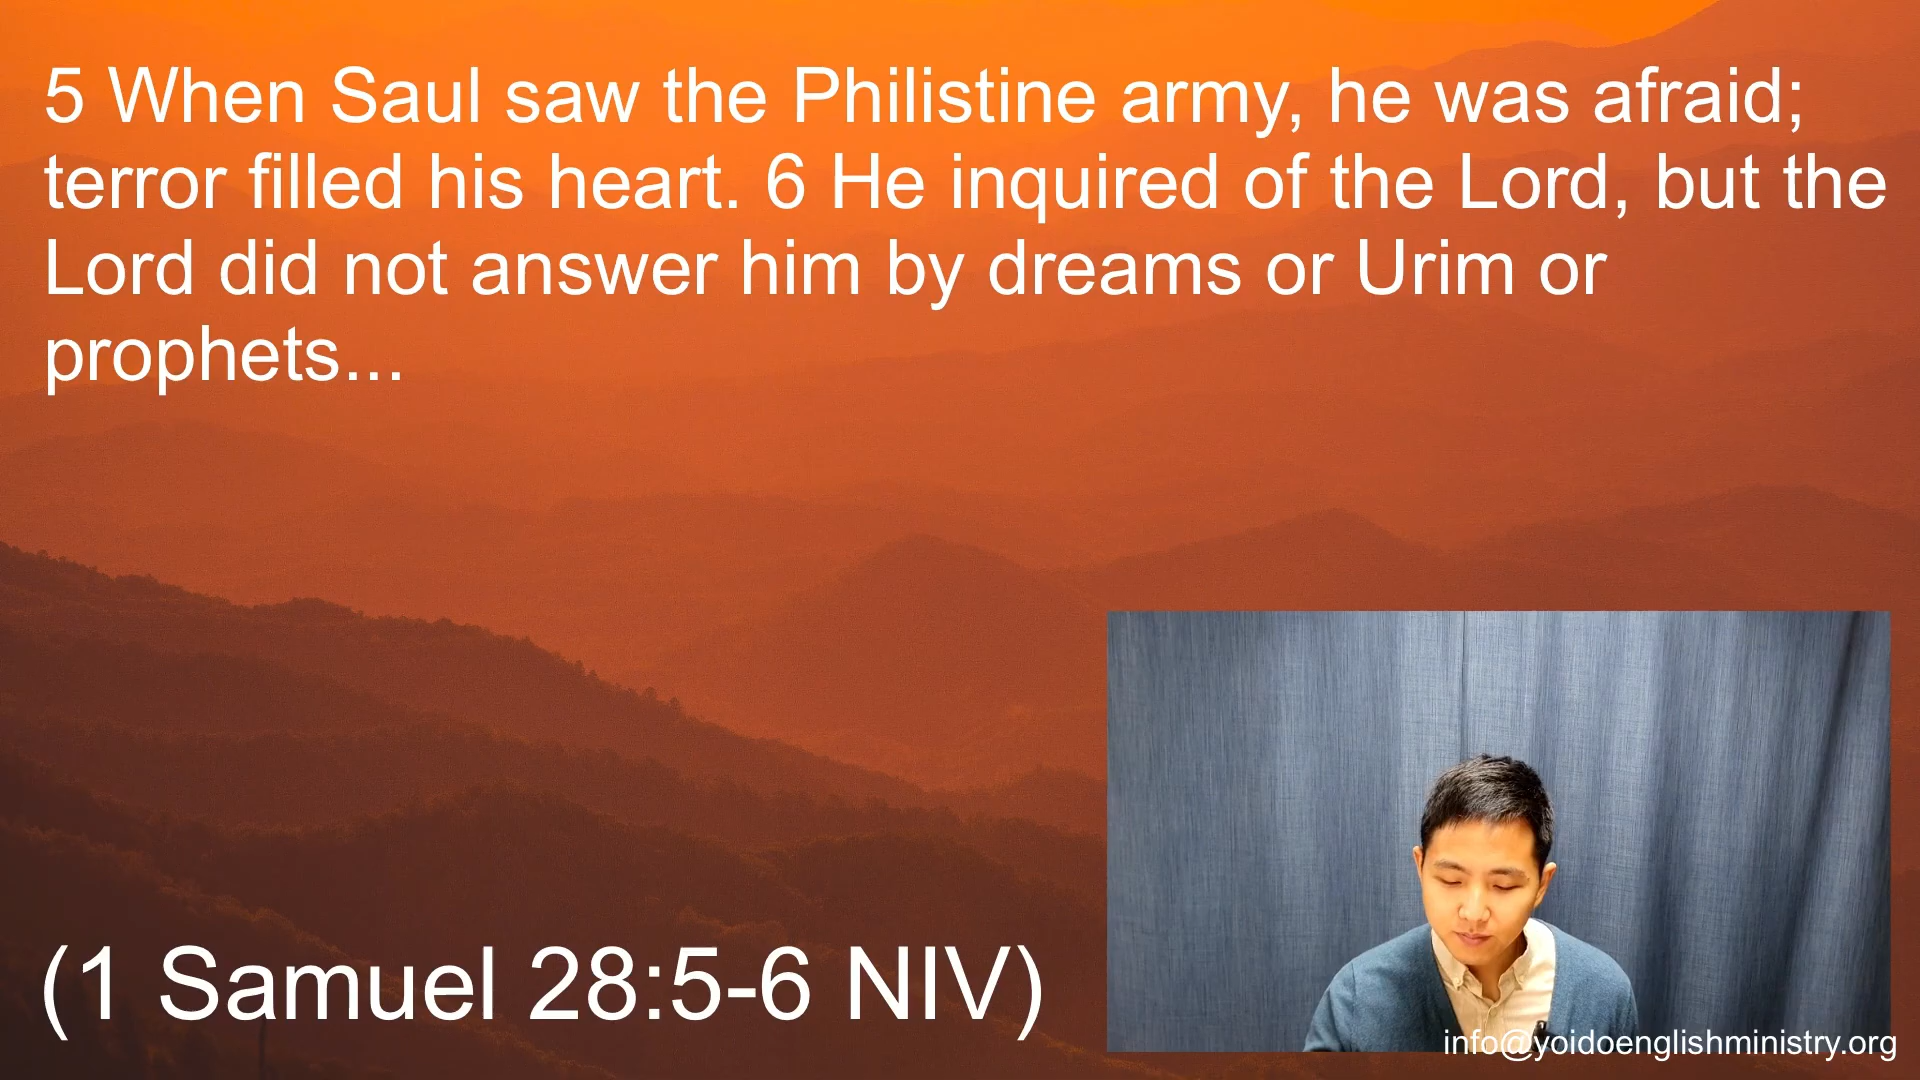 5 When Saul saw the Philistine army, he was afraid;
terror filled his heart. 6 He inquired of the Lord, but the
Lord did not answer him by dreams or Urim or
prophets...
(1 Samuel 28:5-6 NIV)
info@yoidoenglishministry.org